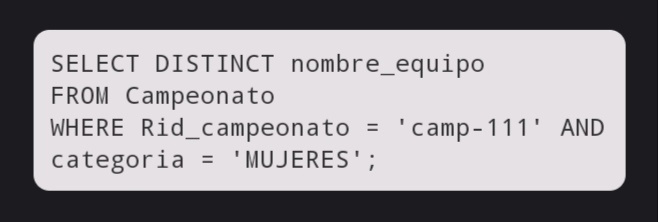 SELECT DISTINCT nombre_equipo
FROM Campeonato
WHERE Rid_campeonato = 'camp-111' AND
categoria = 'MUJERES';